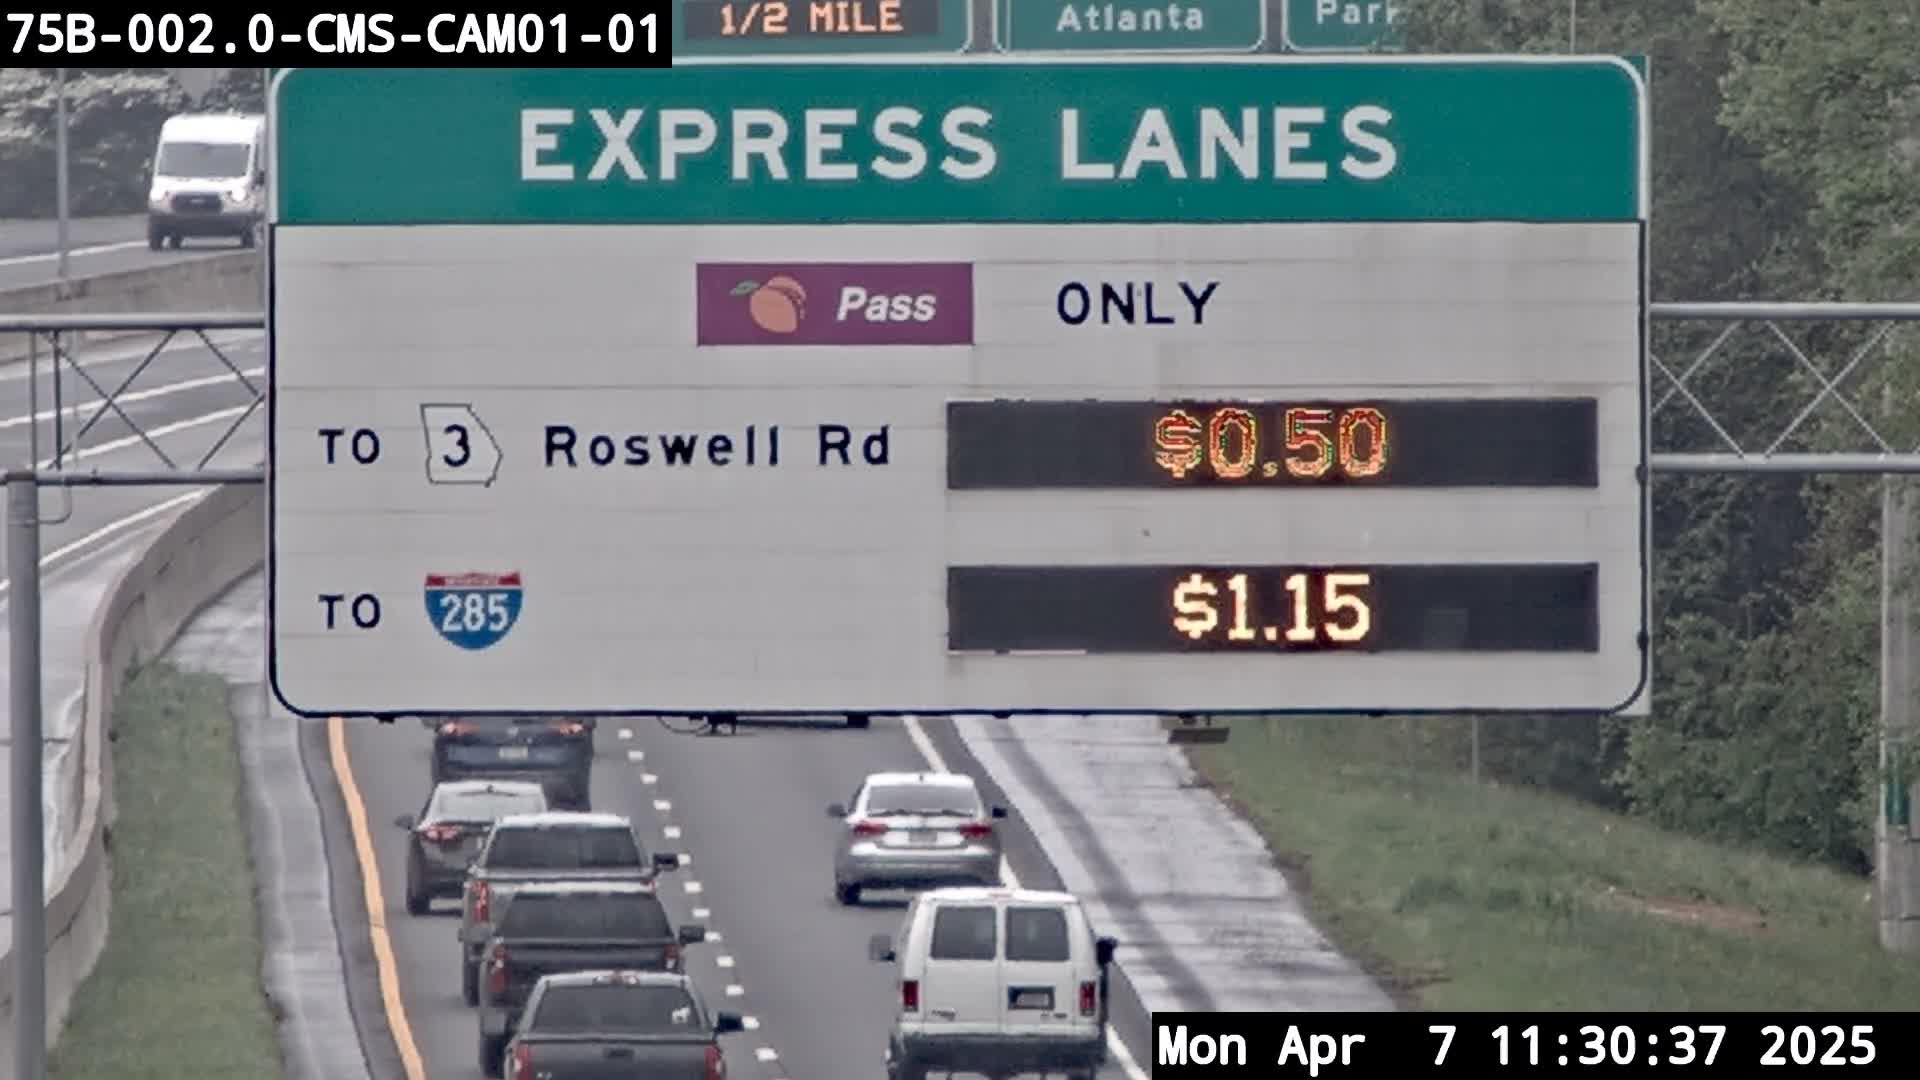 75B-002.0-CMS-CAM01-01
1/2 MILE
Atlanta
EXPRESS LANES
Pass ONLY
TO 3 Roswell Rd $0.50
TO 285 $1.15
Mon Apr 7 11:30:37 2025